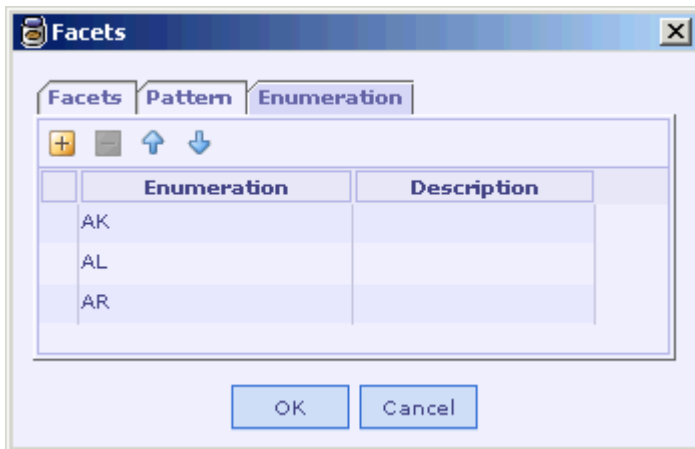 Facets
Facets Pattern Enumeration
Enumeration Description
AK
AL
AR
OK Cancel